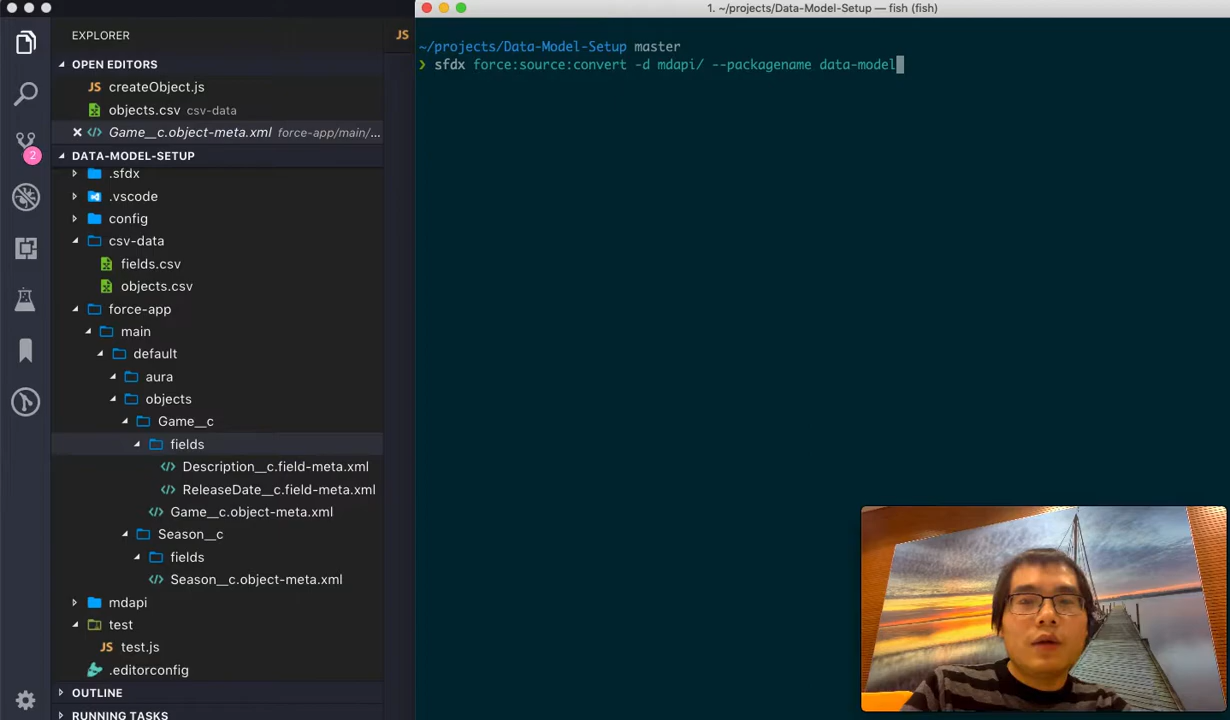 EXPLORER
OPEN EDITORS
JS createObject.js
objects.csv csv-data
Game__c.object-meta.xml force-app/main/...
2
DATA-MODEL-SETUP
.sfdx
.vscode
config
csv-data
fields.csv
objects.csv
force-app
main
default
aura
objects
Game__c
fields
Description__c.field-meta.xml
ReleaseDate__c.field-meta.xml
Game__c.object-meta.xml
Season__c
fields
Season__c.object-meta.xml
mdapi
test
JS test.js
.editorconfig
OUTLINE
RUNNING TASKS
JS
1. ~/projects/Data-Model-Setup — fish (fish)
~/projects/Data-Model-Setup master
❯ sfdx force:source:convert -d mdapi/ --packagename data-model